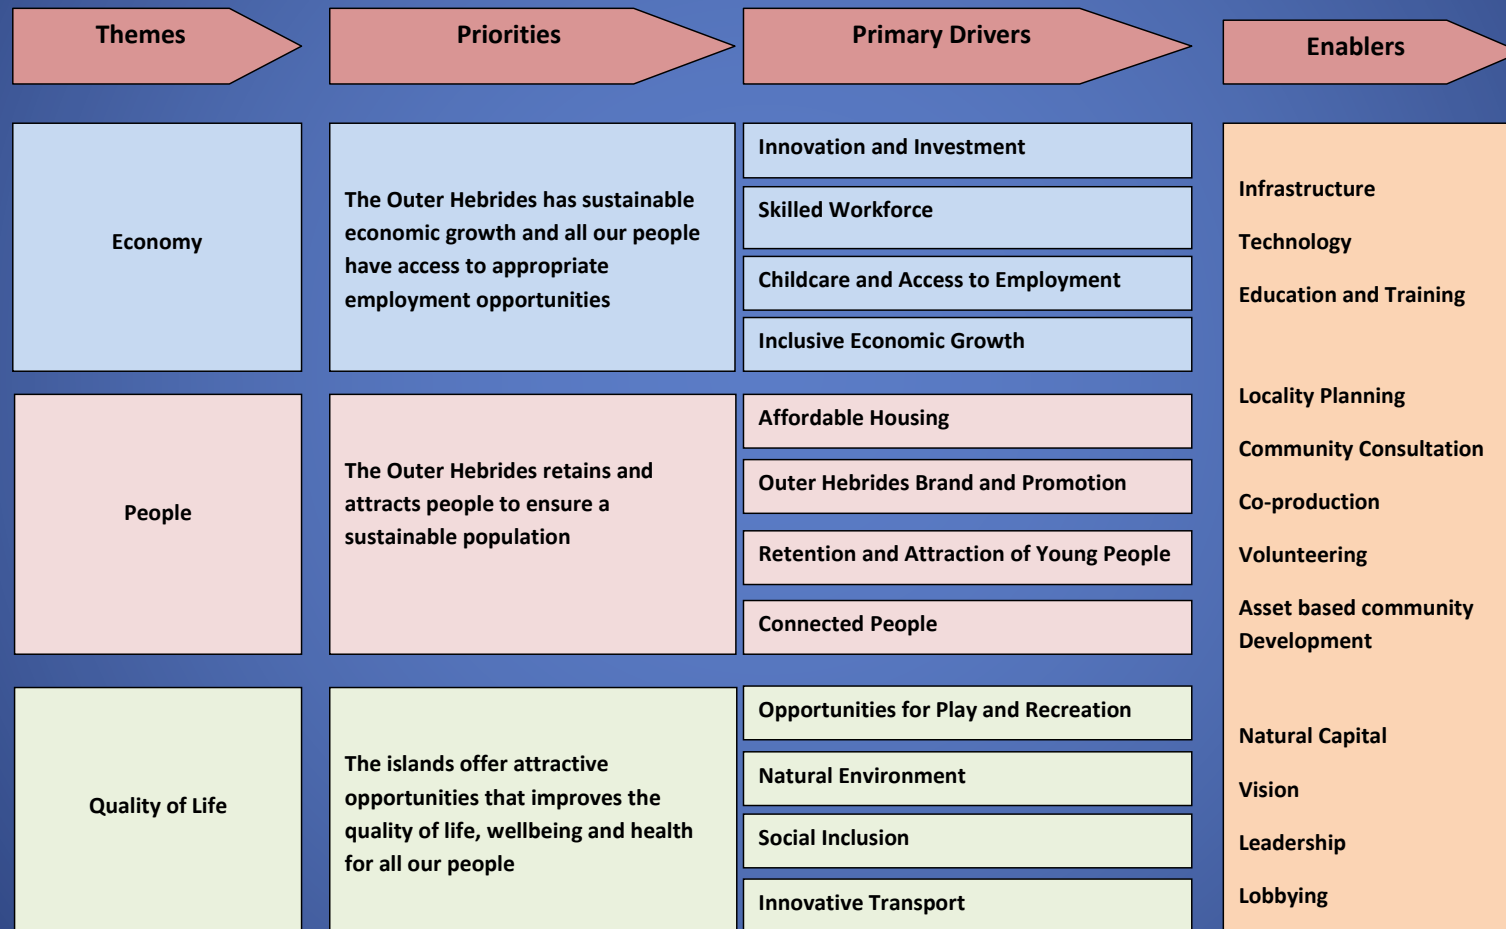 Themes
Priorities
Primary Drivers
Enablers
Economy
The Outer Hebrides has sustainable
economic growth and all our people
have access to appropriate
employment opportunities
Innovation and Investment
Skilled Workforce
Childcare and Access to Employment
Inclusive Economic Growth
People
The Outer Hebrides retains and
attracts people to ensure a
sustainable population
Affordable Housing
Outer Hebrides Brand and Promotion
Retention and Attraction of Young People
Connected People
Quality of Life
The islands offer attractive
opportunities that improves the
quality of life, wellbeing and health
for all our people
Opportunities for Play and Recreation
Natural Environment
Social Inclusion
Innovative Transport
Infrastructure
Technology
Education and Training
Locality Planning
Community Consultation
Co-production
Volunteering
Asset based community
Development
Natural Capital
Vision
Leadership
Lobbying